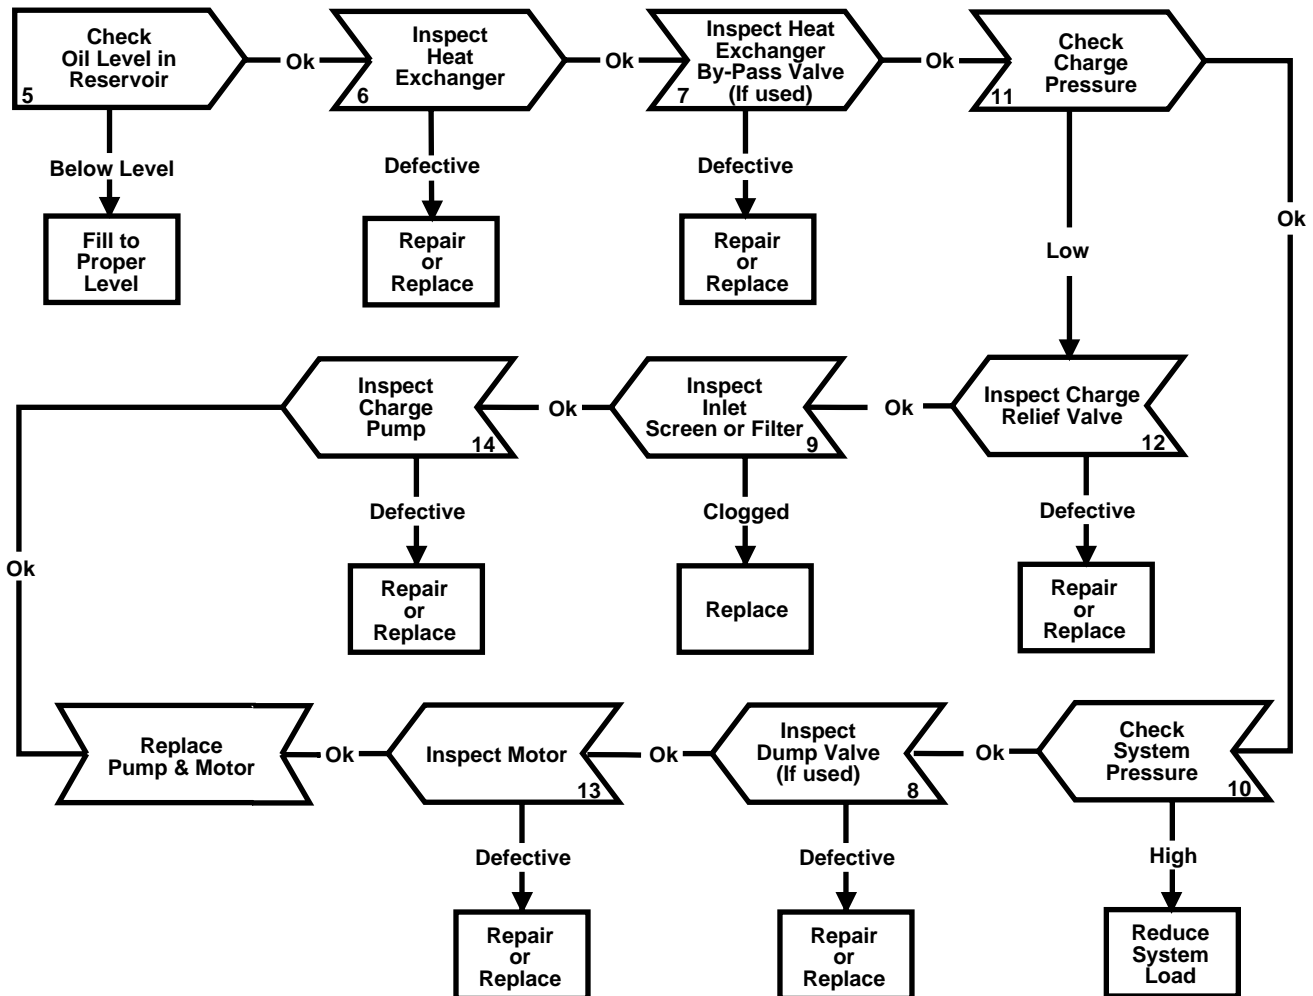 Check
Oil Level in
Reservoir
5
Ok
Inspect
Heat
Exchanger
6
Ok
Inspect Heat
Exchanger
By-Pass Valve
(If used)
7
Ok
Check
Charge
Pressure
11
Below Level
Defective
Defective
Low
Ok
Fill to
Proper
Level
Repair
or
Replace
Repair
or
Replace
Inspect Charge
Relief Valve
12
Ok
Inspect
Inlet
Screen or Filter
9
Ok
Inspect
Charge
Pump
14
Defective
Clogged
Defective
Ok
Repair
or
Replace
Replace
Repair
or
Replace
Check
System
Pressure
10
Ok
Inspect
Dump Valve
(If used)
8
Ok
Inspect Motor
13
Ok
Replace
Pump & Motor
Defective
Defective
High
Repair
or
Replace
Repair
or
Replace
Reduce
System
Load